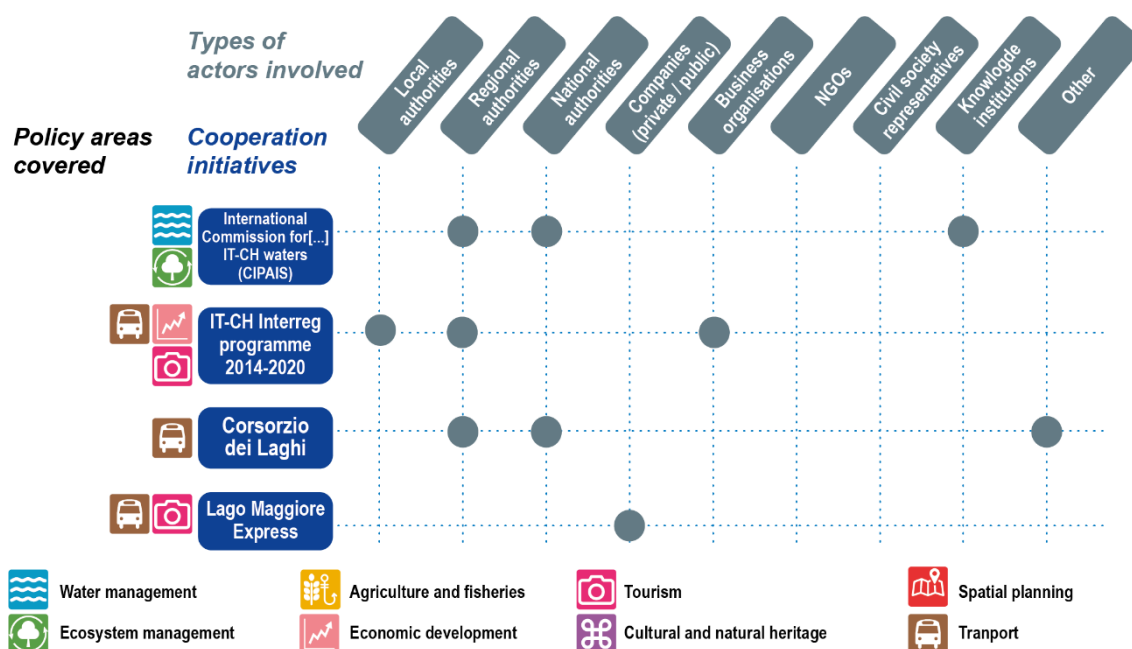 Types of
actors involved
Local
authorities
Regional
authorities
National
authorities
Companies
(private / public)
Business
organisations
NGOs
Civil society
representatives
Knowlogde
institutions
Other
Policy areas
covered
Cooperation
initiatives
International
Commission for[...]
IT-CH waters
(CIPAIS)
IT-CH Interreg
programme
2014-2020
Corsorzio
dei Laghi
Lago Maggiore
Express
Water management
Agriculture and fisheries
Tourism
Spatial planning
Ecosystem management
Economic development
Cultural and natural heritage
Tranport